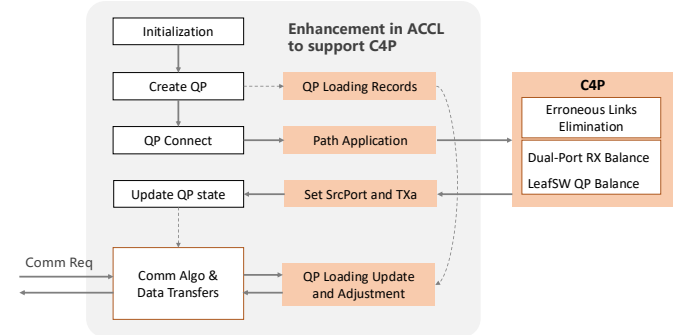 Enhancement in ACCL
to support C4P
Initialization
Create QP
QP Loading Records
QP Connect
Path Application
C4P
Erroneous Links
Elimination
Dual-Port RX Balance
LeafSW QP Balance
Update QP state
Set SrcPort and TXa
Comm Req
Comm Algo &
Data Transfers
QP Loading Update
and Adjustment